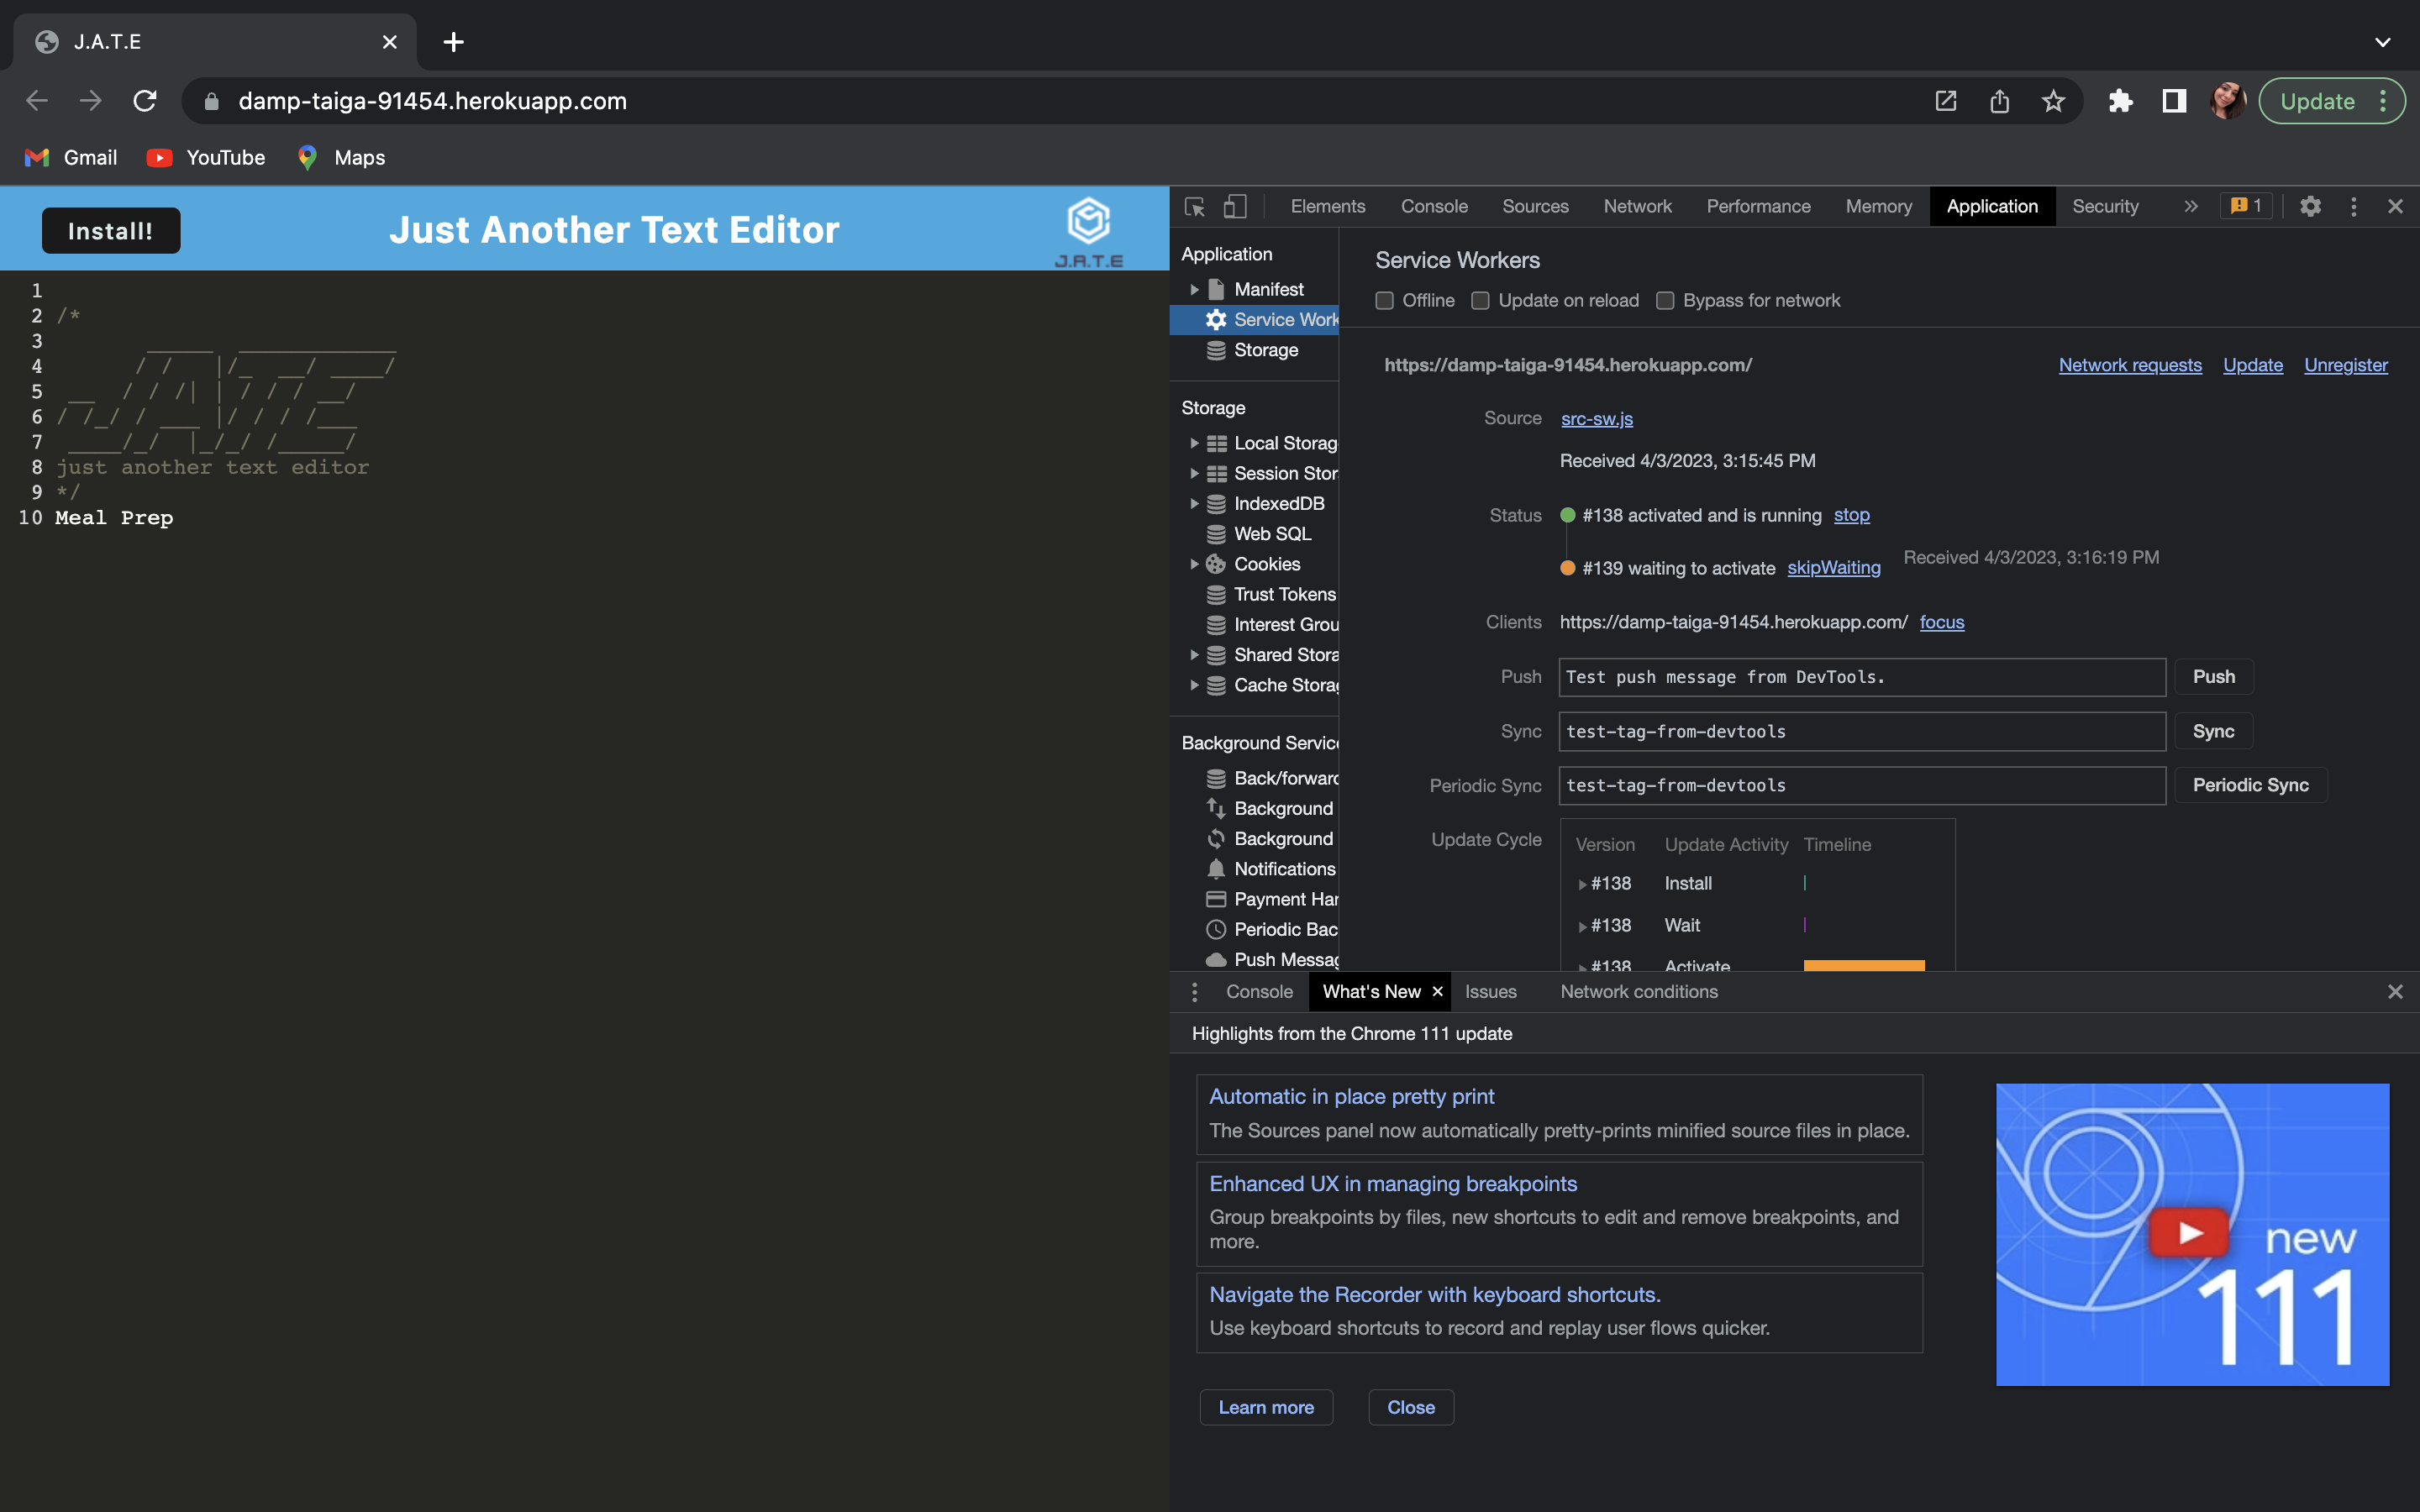 J.A.T.E
damp-taiga-91454.herokuapp.com
Update
Gmail YouTube Maps
Install!
Just Another Text Editor
J.A.T.E
1
2 /*
3 ______ ______________
4 / / |/_ __/ ____/
5 __ / / /| | / / / __/
6 / /_/ / ___ |/ / / /___
7 _____/_/ |_/_/ /______/
8 just another text editor
9 */
10 Meal Prep
Elements Console Sources Network Performance Memory Application Security » 1
Application
Manifest
Service Work
Storage
Storage
Local Storag
Session Stor
IndexedDB
Web SQL
Cookies
Trust Tokens
Interest Grou
Shared Stora
Cache Storag
Background Servic
Back/forward
Background
Background
Notifications
Payment Han
Periodic Bac
Push Messag
Service Workers
Offline Update on reload Bypass for network
https://damp-taiga-91454.herokuapp.com/ Network requests Update Unregister
Source src-sw.js
Received 4/3/2023, 3:15:45 PM
Status #138 activated and is running stop
#139 waiting to activate skipWaiting Received 4/3/2023, 3:16:19 PM
Clients https://damp-taiga-91454.herokuapp.com/ focus
Push Test push message from DevTools. Push
Sync test-tag-from-devtools Sync
Periodic Sync test-tag-from-devtools Periodic Sync
Update Cycle
Version Update Activity Timeline
#138 Install
#138 Wait
#138 Activate
Console What's New Issues Network conditions
Highlights from the Chrome 111 update
Automatic in place pretty print
The Sources panel now automatically pretty-prints minified source files in place.
Enhanced UX in managing breakpoints
Group breakpoints by files, new shortcuts to edit and remove breakpoints, and
more.
Navigate the Recorder with keyboard shortcuts.
Use keyboard shortcuts to record and replay user flows quicker.
Learn more Close
new
111